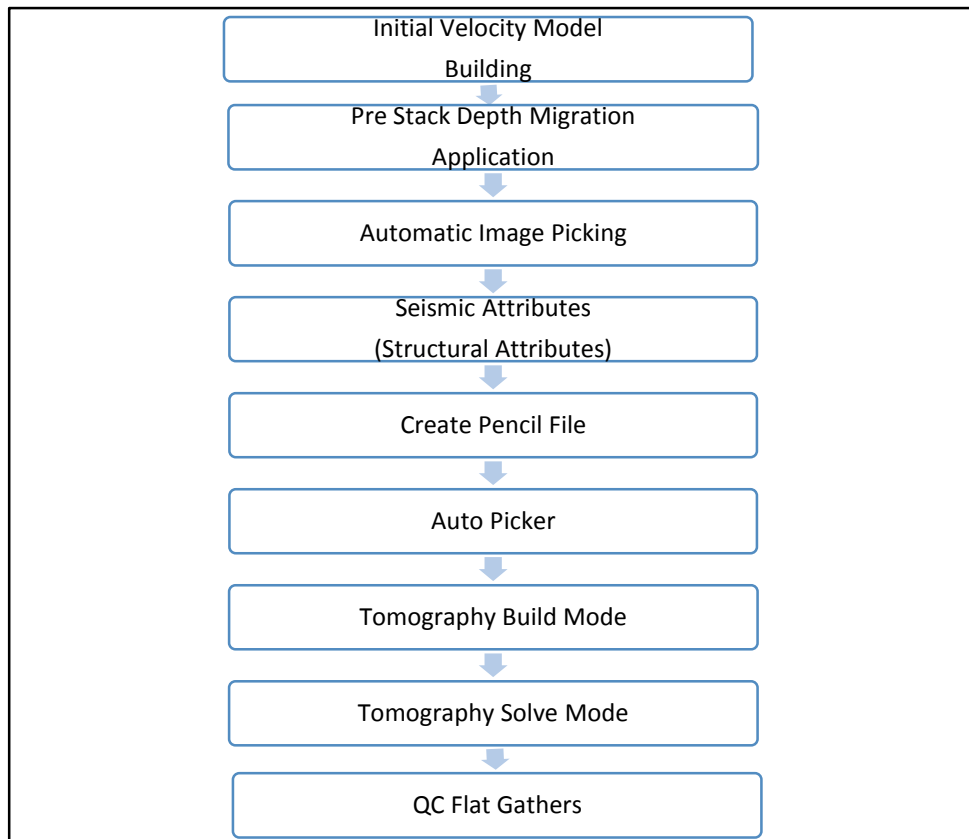 Initial Velocity Model
Building
Pre Stack Depth Migration
Application
Automatic Image Picking
Seismic Attributes
(Structural Attributes)
Create Pencil File
Auto Picker
Tomography Build Mode
Tomography Solve Mode
QC Flat Gathers